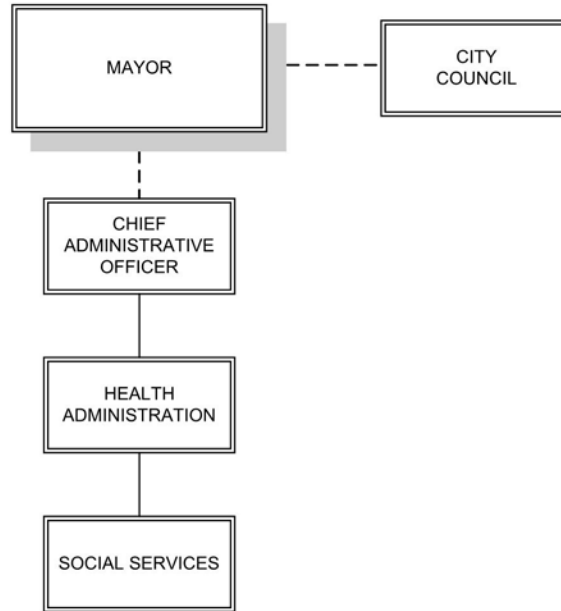 MAYOR
CITY
COUNCIL
CHIEF
ADMINISTRATIVE
OFFICER
HEALTH
ADMINISTRATION
SOCIAL SERVICES